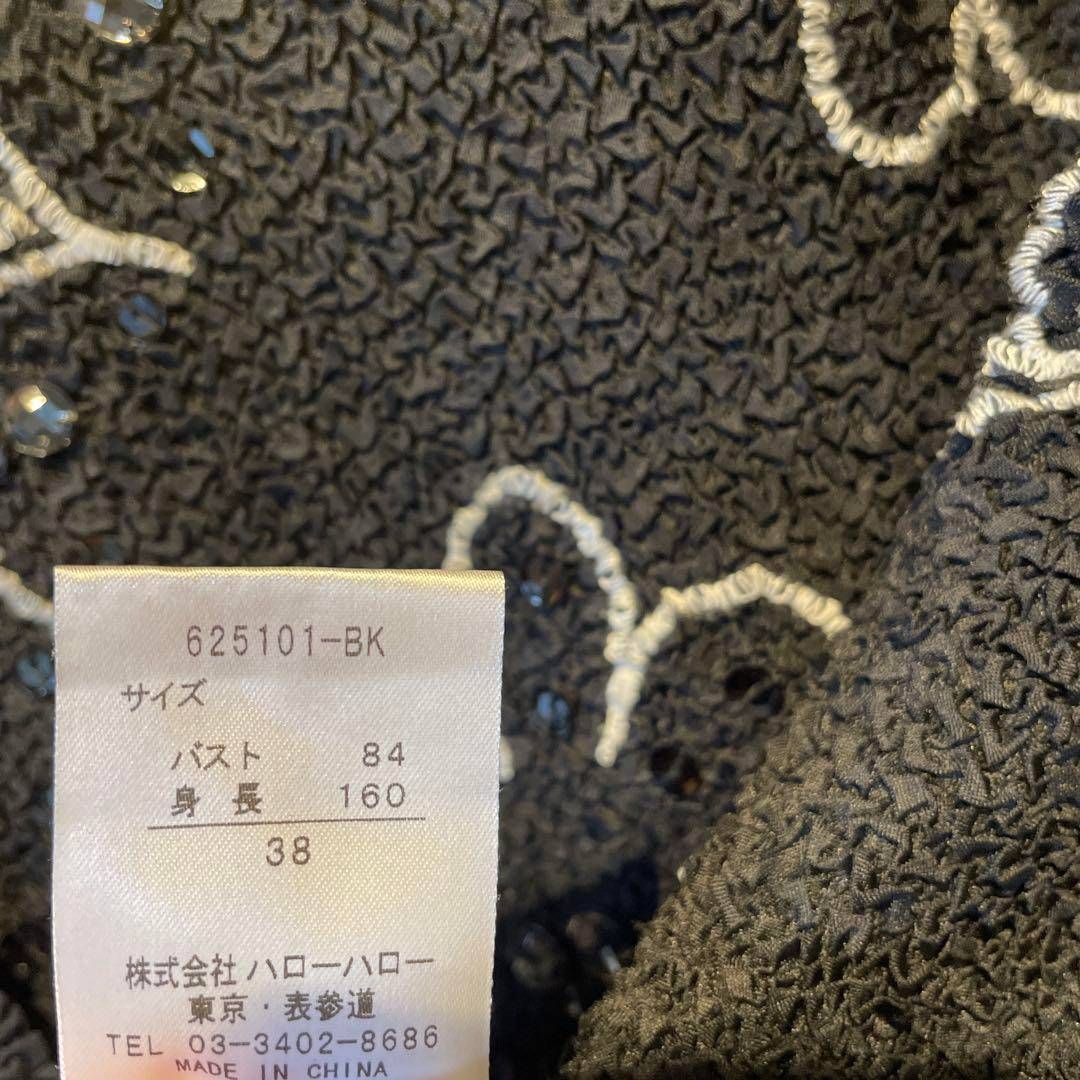 625101-BK
サイズ
バスト 84
身長 160
38
株式会社 ハローハロー
東京・表参道
TEL 03-3402-8686
MADE IN CHINA